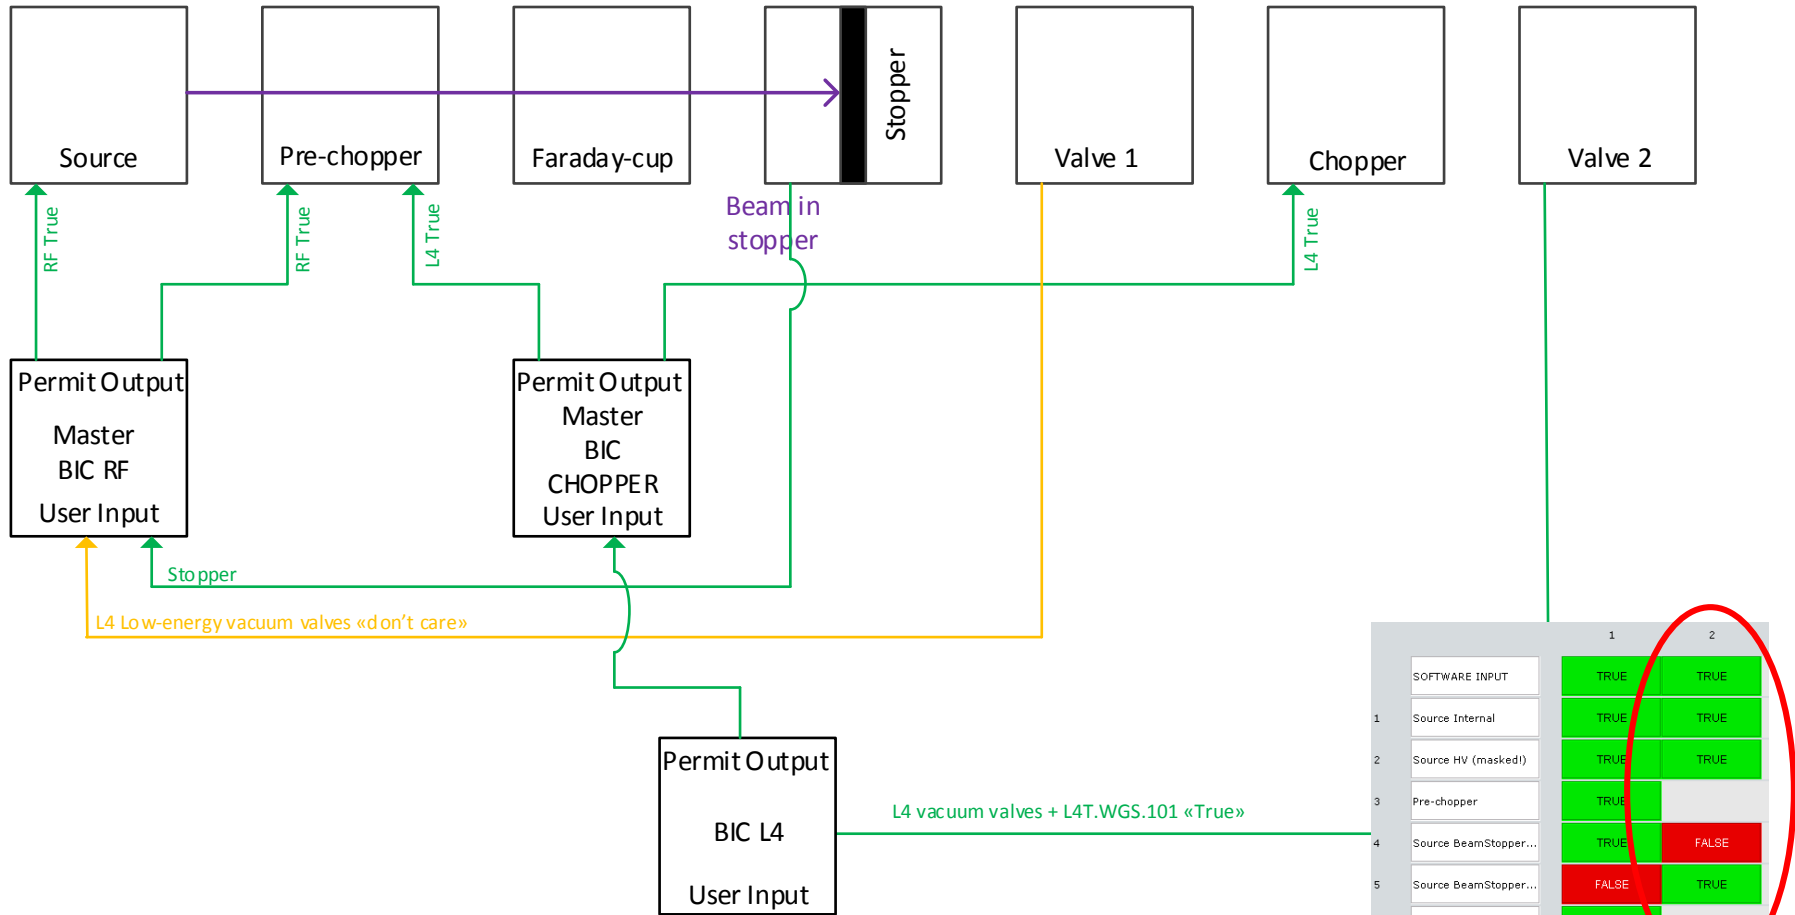 Source
Pre-chopper
Faraday-cup
Stopper
Valve 1
Chopper
Valve 2
Beam in
stopper
RF True
RF True
L4 True
L4 True
Permit Output
Master
BIC RF
User Input
Permit Output
Master
BIC
CHOPPER
User Input
Stopper
L4 Low-energy vacuum valves «don't care»
Permit Output
BIC L4
User Input
L4 vacuum valves + L4T.WGS.101 «True»
1 2
SOFTWARE INPUT TRUE TRUE
1 Source Internal TRUE TRUE
2 Source HV (masked!) TRUE TRUE
3 Pre-chopper TRUE
4 Source BeamStopper... TRUE FALSE
5 Source BeamStopper... FALSE TRUE